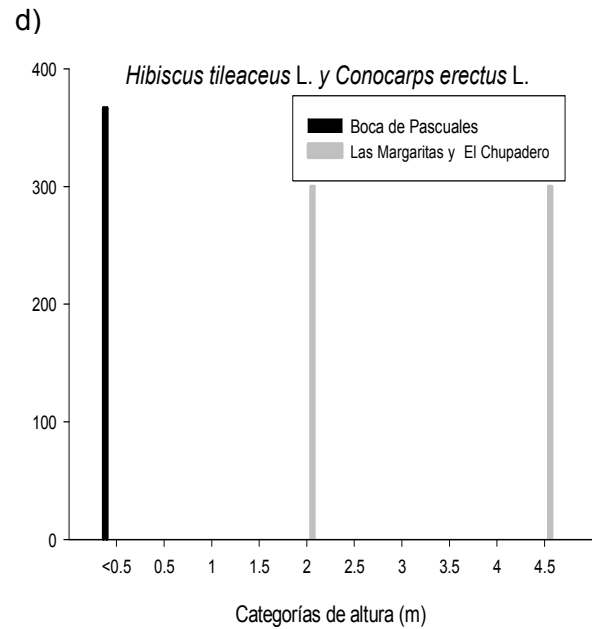 d)
Hibiscus tileaceus L. y Conocarps erectus L.
Boca de Pascuales
Las Margaritas y El Chupadero
400
300
200
100
0
<0.5 0.5 1 1.5 2 2.5 3 3.5 4 4.5
Categorías de altura (m)